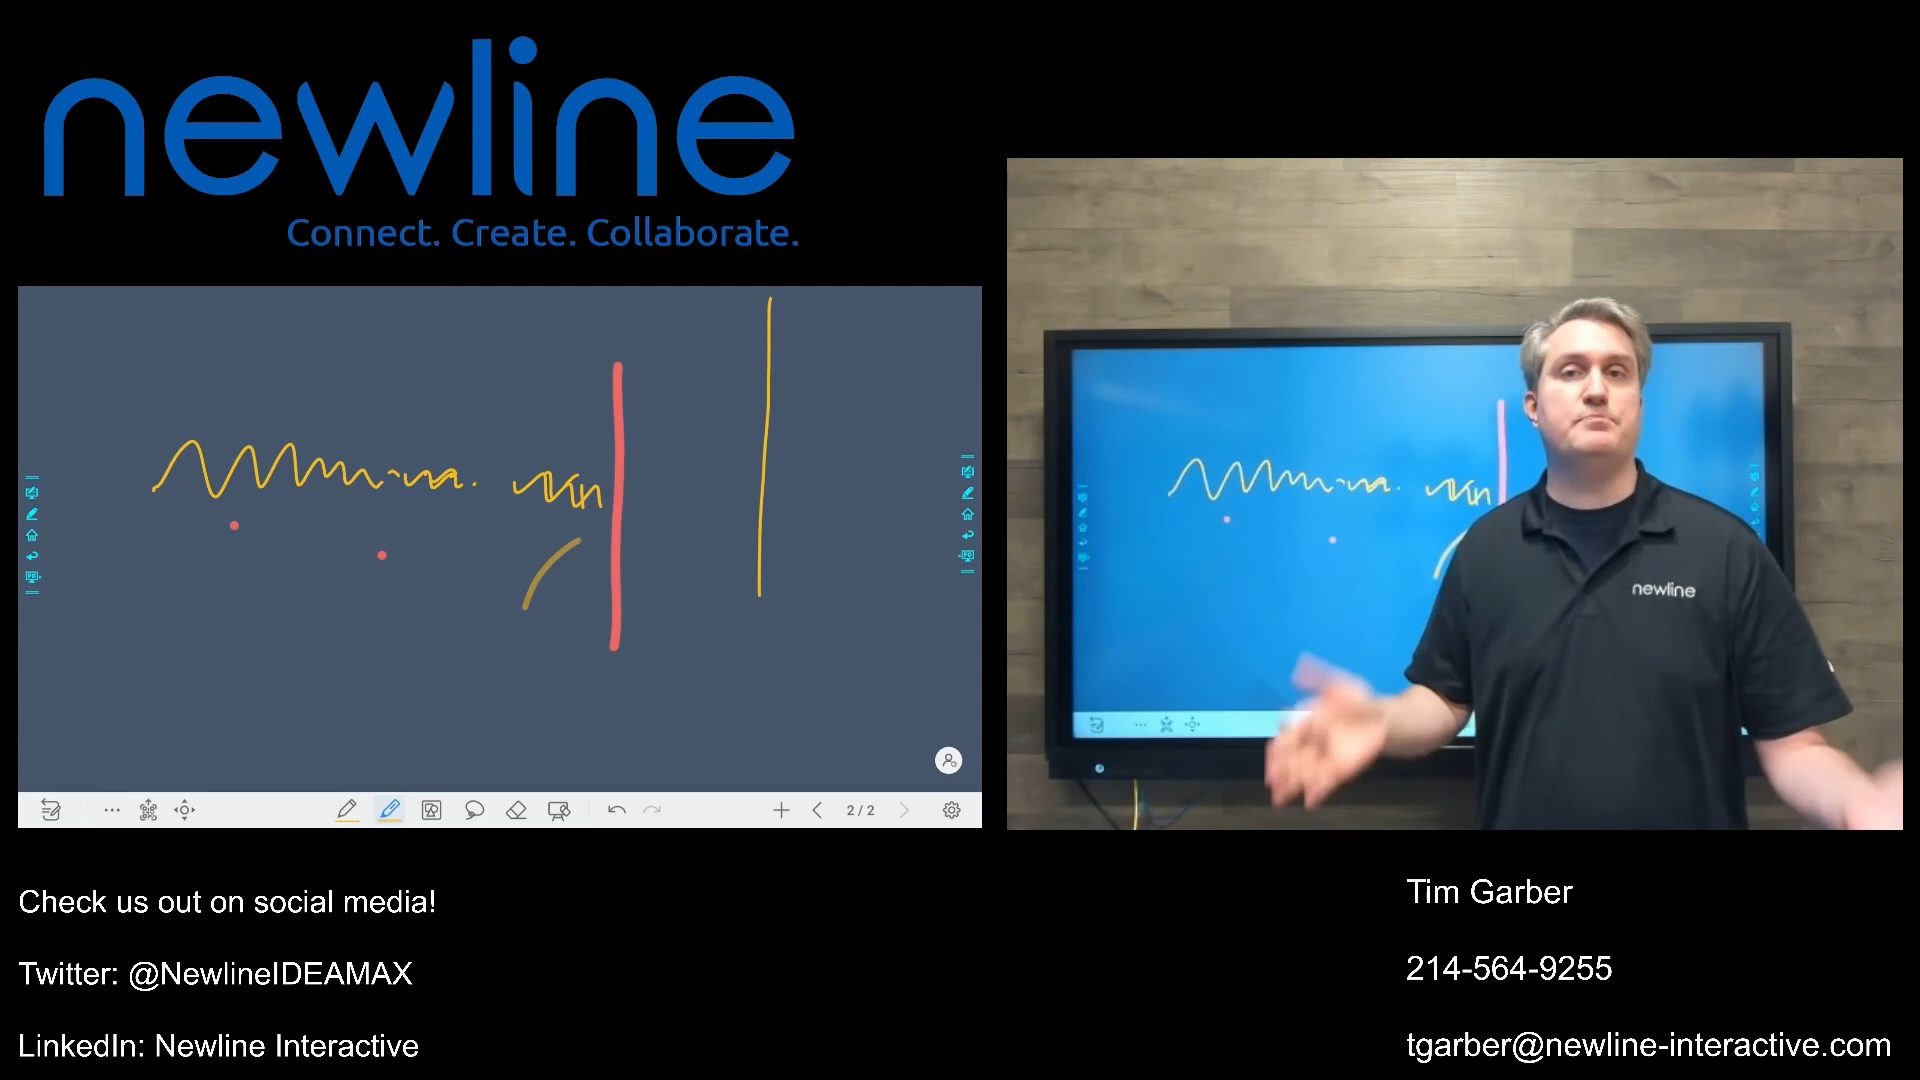 newline
Connect. Create. Collaborate.
2/2
newline
Check us out on social media!
Twitter: @NewlineIDEAMAX
LinkedIn: Newline Interactive
Tim Garber
214-564-9255
tgarber@newline-interactive.com